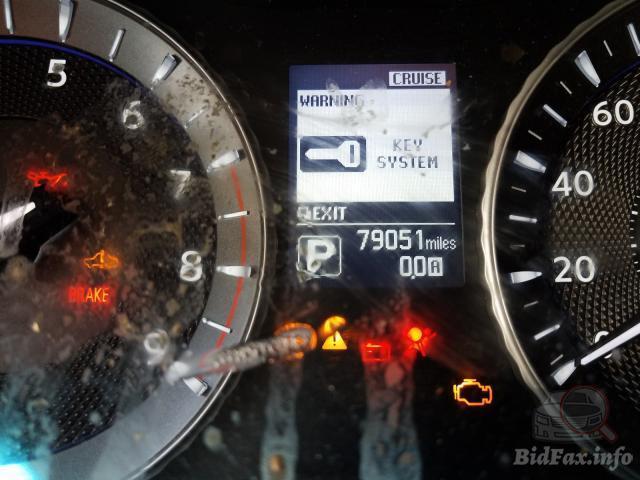 CRUISE
WARNING
KEY
SYSTEM
EXIT
P
79051 miles
0.0 A
5
6
7
8
9
BRAKE
60
40
20
0
BidFax.info